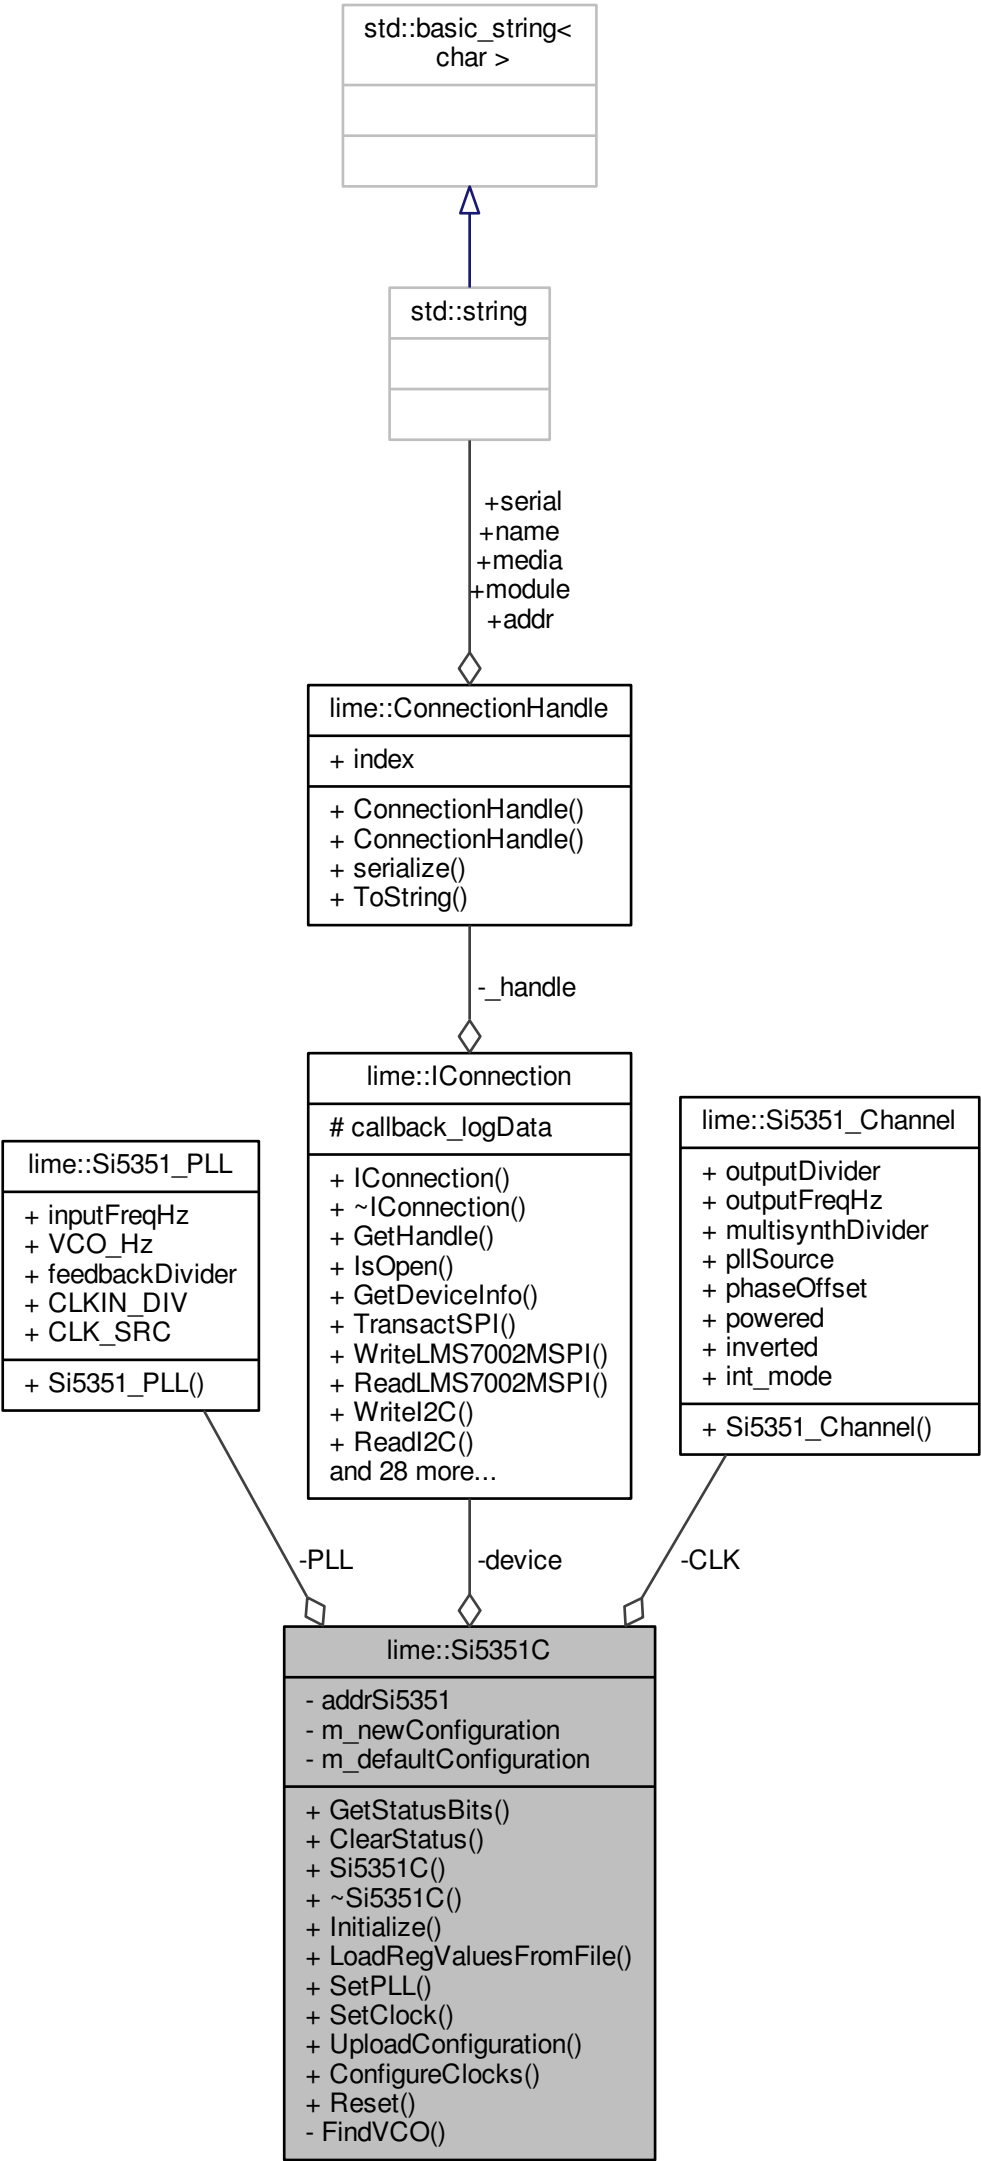 std::basic_string<
char >
std::string
+serial
+name
+media
+module
+addr
lime::ConnectionHandle
+ index
+ ConnectionHandle()
+ ConnectionHandle()
+ serialize()
+ ToString()
-_handle
lime::IConnection
# callback_logData
+ IConnection()
+ ~IConnection()
+ GetHandle()
+ IsOpen()
+ GetDeviceInfo()
+ TransactSPI()
+ WriteLMS7002MSPI()
+ ReadLMS7002MSPI()
+ WriteI2C()
+ ReadI2C()
and 28 more...
lime::Si5351_Channel
+ outputDivider
+ outputFreqHz
+ multisynthDivider
+ pllSource
+ phaseOffset
+ powered
+ inverted
+ int_mode
+ Si5351_Channel()
lime::Si5351_PLL
+ inputFreqHz
+ VCO_Hz
+ feedbackDivider
+ CLKIN_DIV
+ CLK_SRC
+ Si5351_PLL()
-PLL
-device
-CLK
lime::Si5351C
- addrSi5351
- m_newConfiguration
- m_defaultConfiguration
+ GetStatusBits()
+ ClearStatus()
+ Si5351C()
+ ~Si5351C()
+ Initialize()
+ LoadRegValuesFromFile()
+ SetPLL()
+ SetClock()
+ UploadConfiguration()
+ ConfigureClocks()
+ Reset()
- FindVCO()